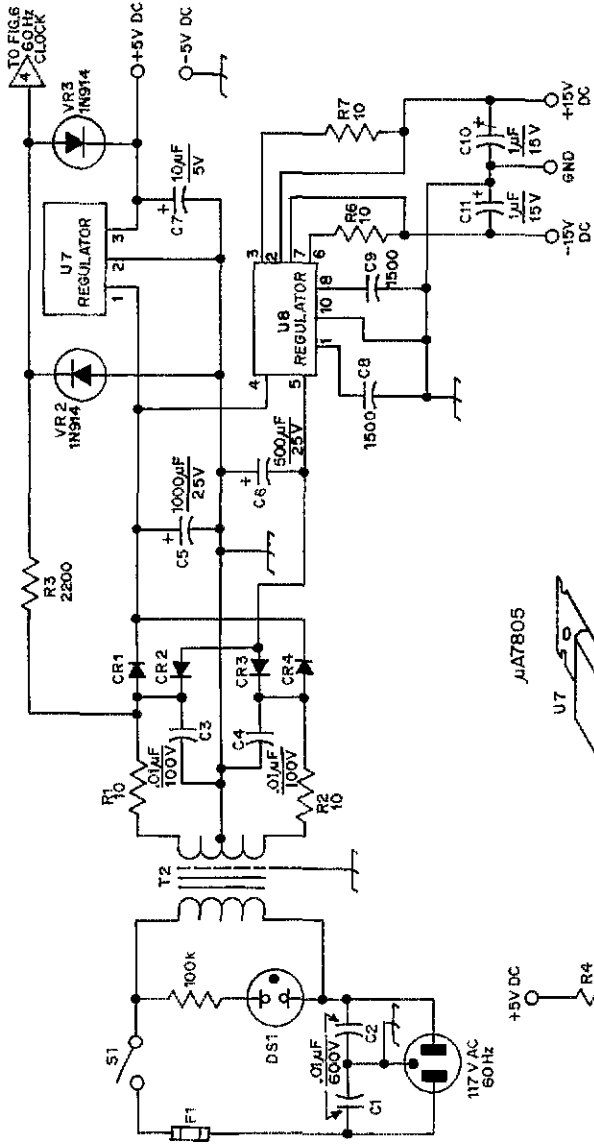 S1
F1
100k
DS1
.01µF
600V
C1
C2
117 V AC
60 Hz
T2
R1
10
R2
10
.01µF
100V
C3
C4
.01µF
100V
CR1
CR2
CR3
CR4
R3
2200
C5
1000µF
25V
C6
500µF
25V
VR2
1N914
U7
REGULATOR
1
2
3
VR3
1N914
4
TO FIG.6
60 Hz
CLOCK
+5V DC
-5V DC
C7
10µF
5V
U8
REGULATOR
4
5
3
2
7
6
1
10
8
C8
1500
C9
1500
R6
10
R7
10
C11
1µF
15V
C10
1µF
15V
-15V
DC
GND
+15V
DC
+5V DC
R4
U7
µA7805